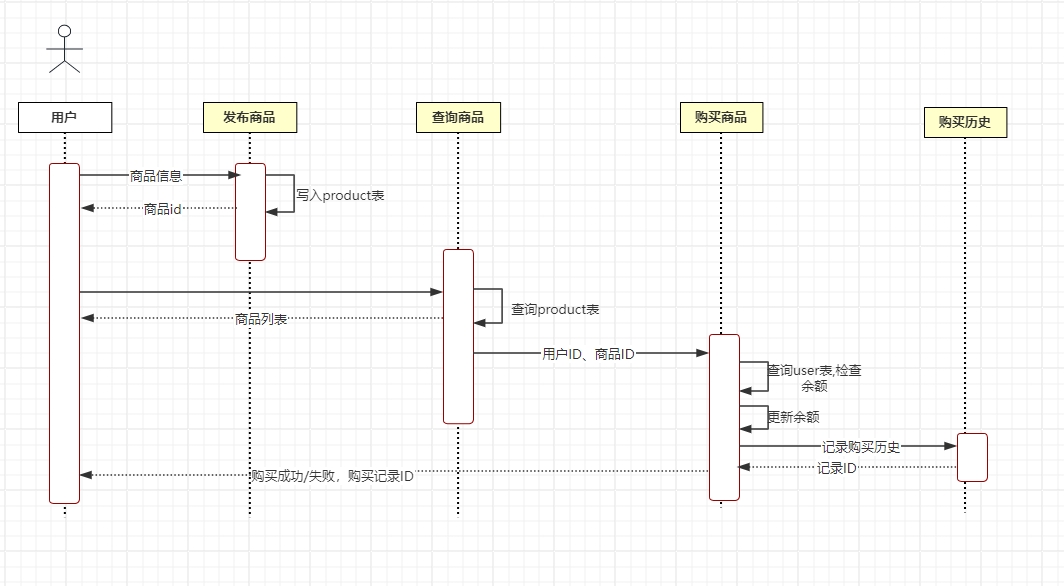 用户
发布商品
查询商品
购买商品
购买历史
商品信息
写入product表
商品id
查询product表
商品列表
用户ID、商品ID
查询user表,检查
余额
更新余额
记录购买历史
记录ID
购买成功/失败，购买记录ID